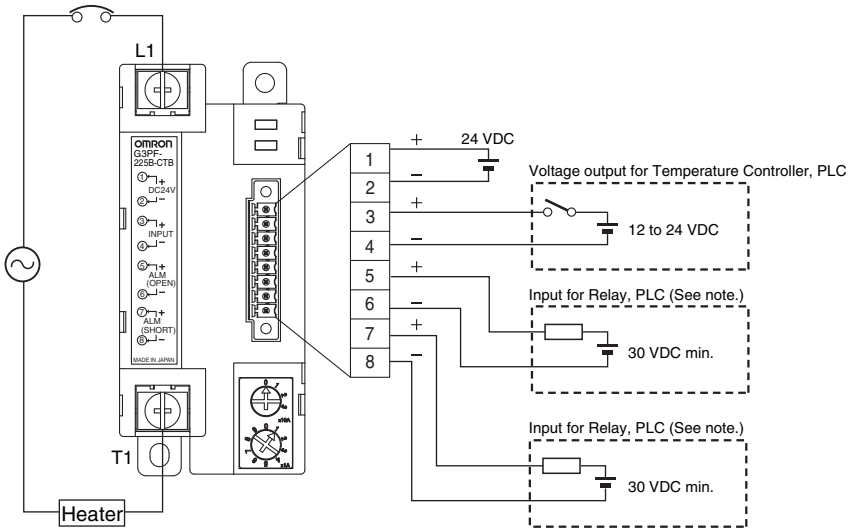 L1
OMRON
G3PF-
225B-CTB
① +
DC24V
② −
③ +
INPUT
④ −
⑤ +
ALM
(OPEN)
⑥ −
⑦ +
ALM
(SHORT)
⑧ −
MADE IN JAPAN
x10A
x1A
T1
Heater
1
2
3
4
5
6
7
8
+
−
24 VDC
+
−
Voltage output for Temperature Controller, PLC
12 to 24 VDC
+
−
Input for Relay, PLC (See note.)
30 VDC min.
+
−
Input for Relay, PLC (See note.)
30 VDC min.